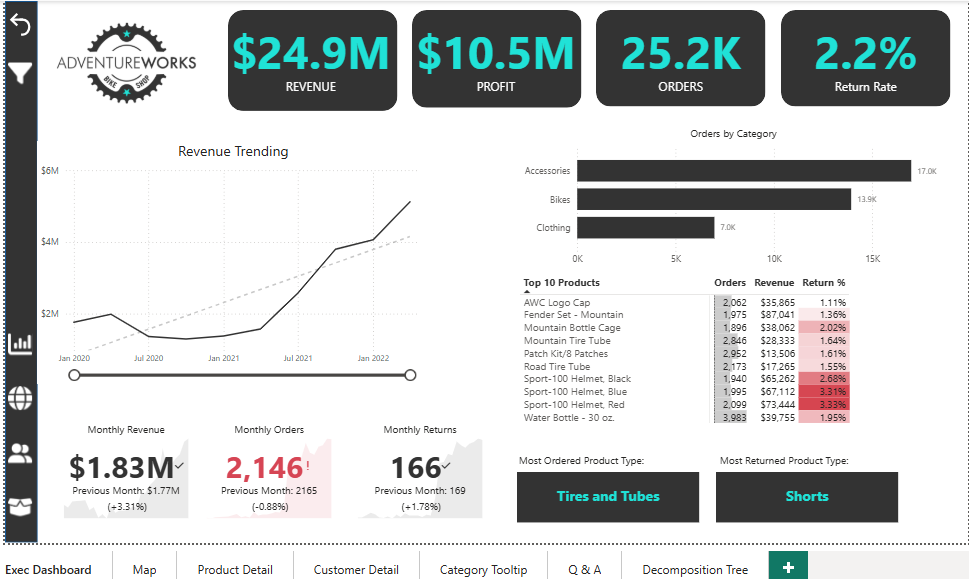 ADVENTUREWORKS
BIKE SHOP
$24.9M
REVENUE
$10.5M
PROFIT
25.2K
ORDERS
2.2%
Return Rate
Revenue Trending
$6M
$4M
$2M
Jan 2020 Jul 2020 Jan 2021 Jul 2021 Jan 2022
Orders by Category
Accessories 17.0K
Bikes 13.9K
Clothing 7.0K
0K 5K 10K 15K
Top 10 Products Orders Revenue Return %
AWC Logo Cap 2,062 $35,865 1.11%
Fender Set - Mountain 1,975 $87,041 1.36%
Mountain Bottle Cage 1,896 $38,062 2.02%
Mountain Tire Tube 2,846 $28,333 1.64%
Patch Kit/8 Patches 2,952 $13,506 1.61%
Road Tire Tube 2,173 $17,265 1.55%
Sport-100 Helmet, Black 1,940 $65,262 2.68%
Sport-100 Helmet, Blue 1,995 $67,112 3.31%
Sport-100 Helmet, Red 2,099 $73,444 3.33%
Water Bottle - 30 oz. 3,983 $39,755 1.95%
Monthly Revenue
$1.83M
Previous Month: $1.77M
(+3.31%)
Monthly Orders
2,146!
Previous Month: 2165
(-0.88%)
Monthly Returns
166
Previous Month: 169
(+1.78%)
Most Ordered Product Type:
Tires and Tubes
Most Returned Product Type:
Shorts
Exec Dashboard Map Product Detail Customer Detail Category Tooltip Q & A Decomposition Tree +